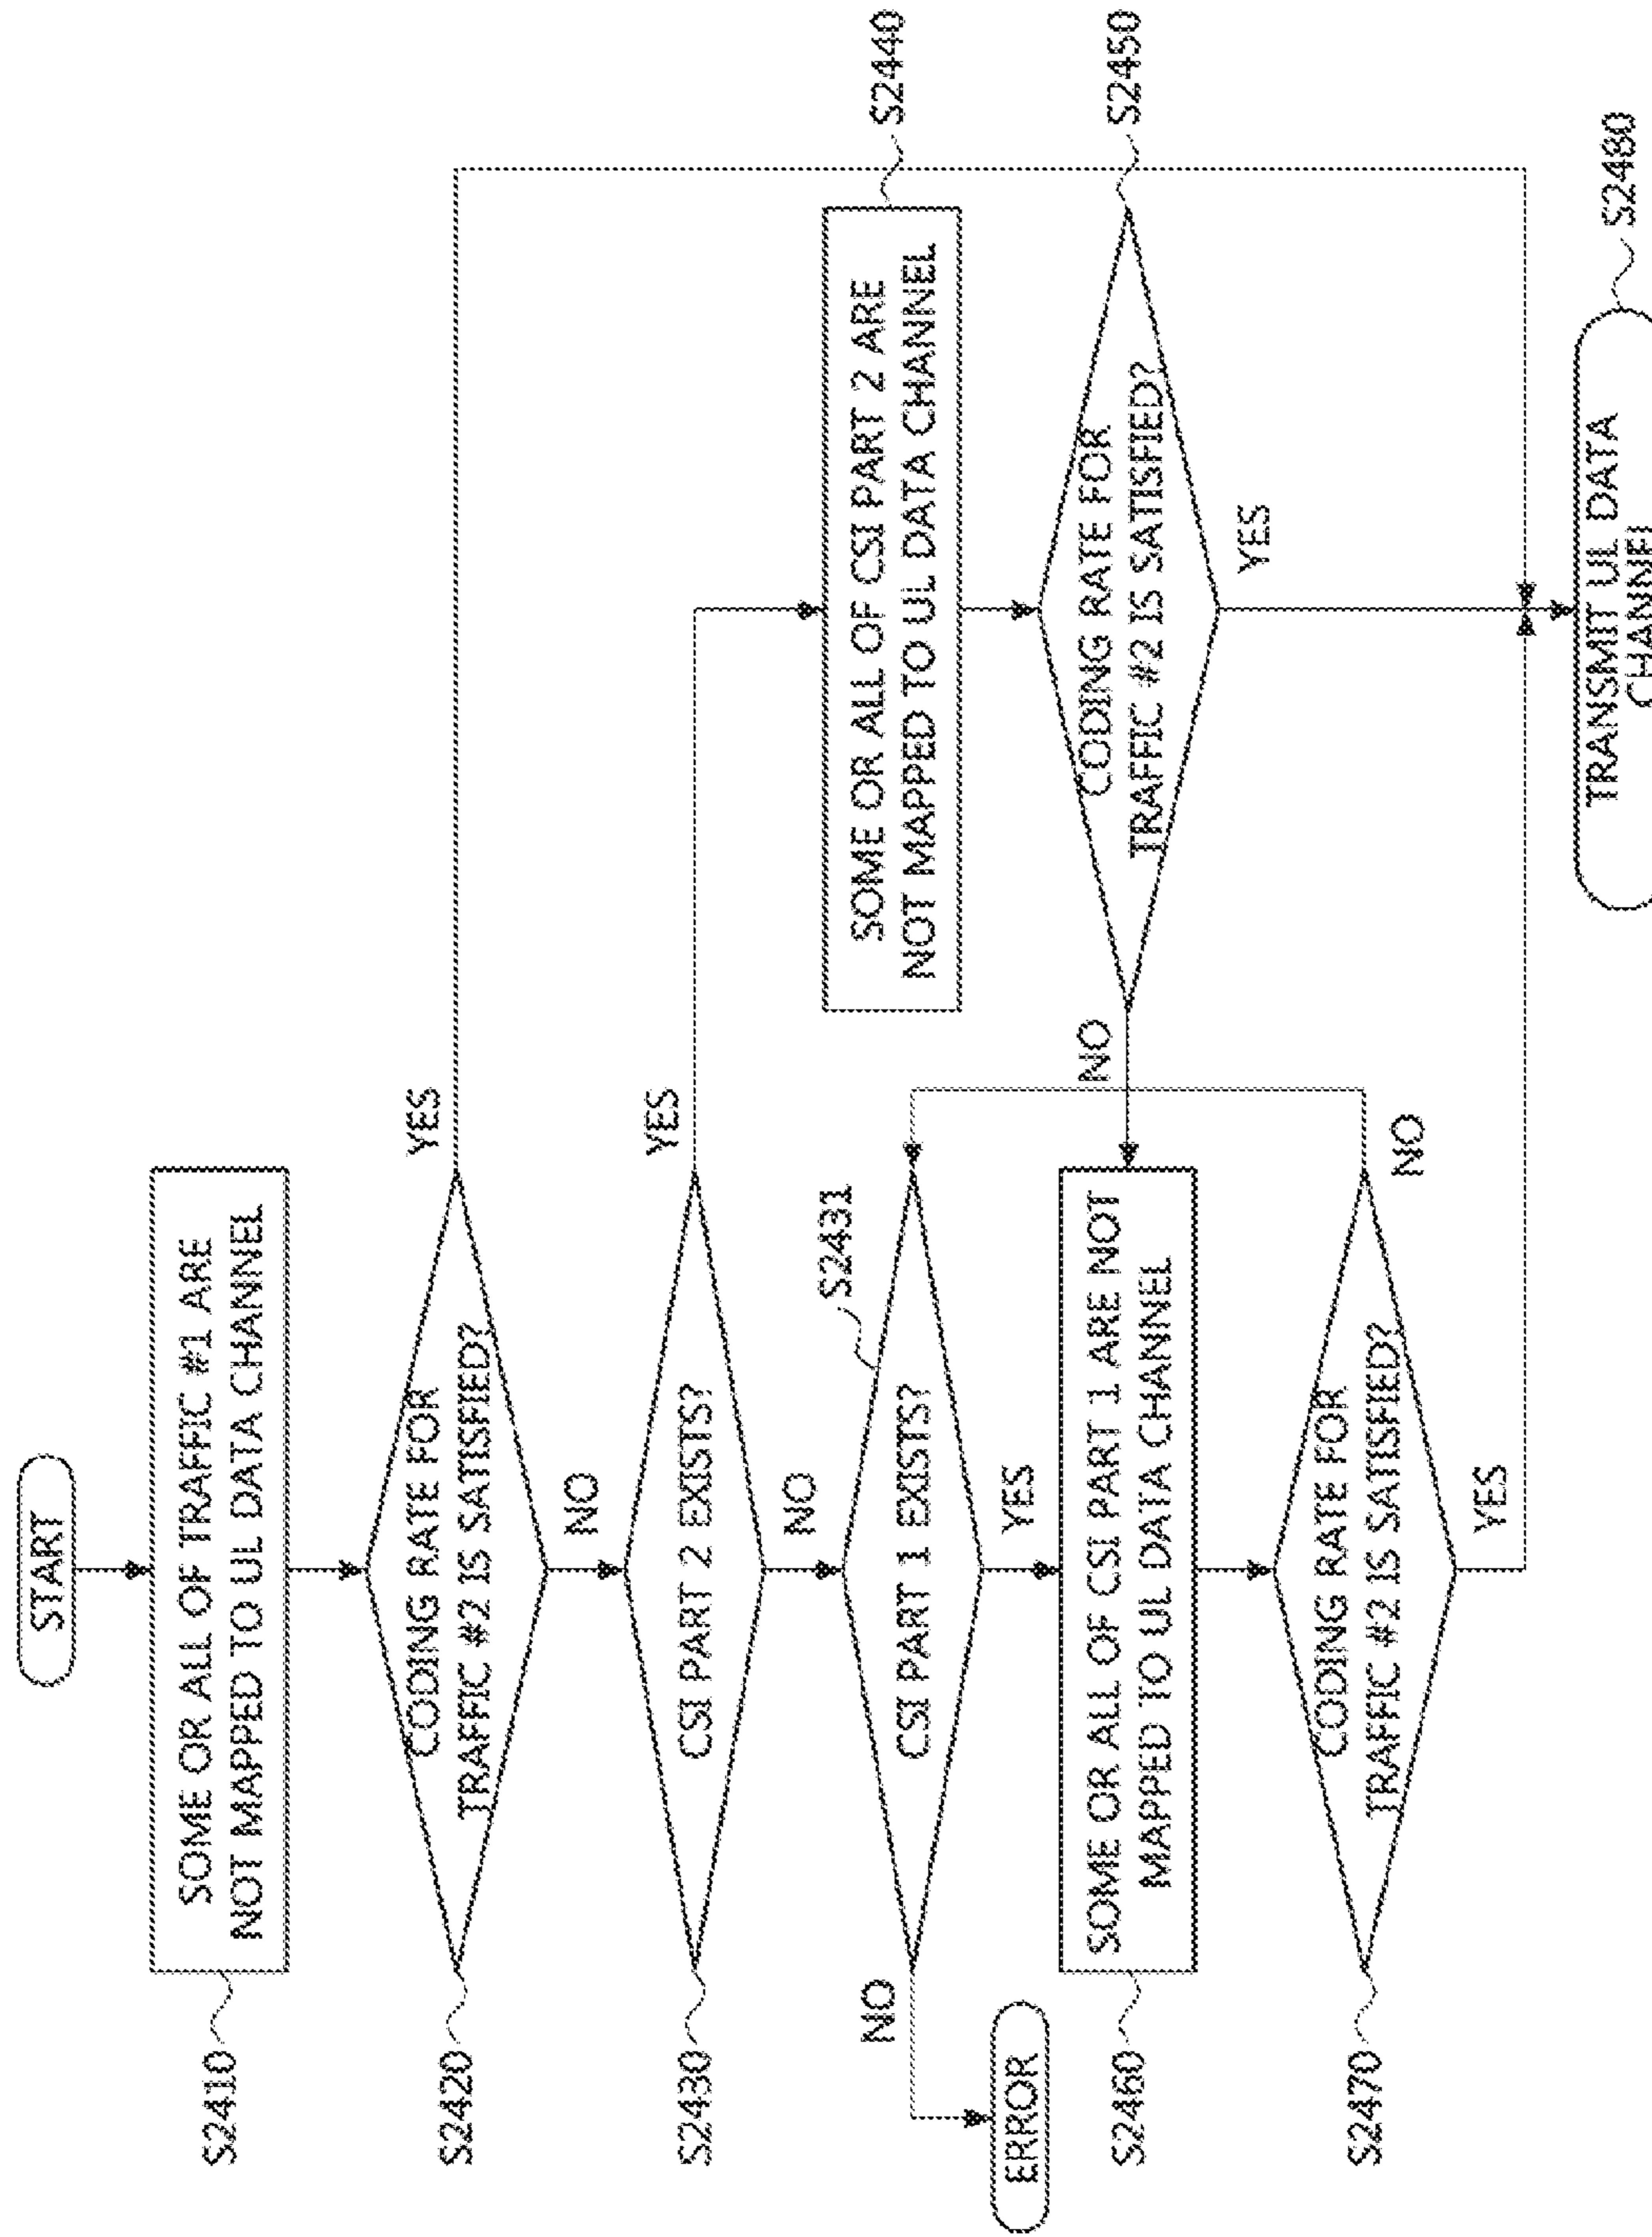 START
SOME OR ALL OF TRAFFIC #1 ARE
NOT MAPPED TO UL DATA CHANNEL
S2410
CODING RATE FOR
TRAFFIC #2 IS SATISFIED?
S2420
YES
NO
CSI PART 2 EXISTS?
S2430
YES
NO
CSI PART 1 EXISTS?
S2431
NO
ERROR
YES
SOME OR ALL OF CSI PART 2 ARE
NOT MAPPED TO UL DATA CHANNEL
S2440
CODING RATE FOR
TRAFFIC #2 IS SATISFIED?
S2450
NO
YES
SOME OR ALL OF CSI PART 1 ARE NOT
MAPPED TO UL DATA CHANNEL
S2460
CODING RATE FOR
TRAFFIC #2 IS SATISFIED?
S2470
NO
YES
TRANSMIT UL DATA
CHANNEL
S2480